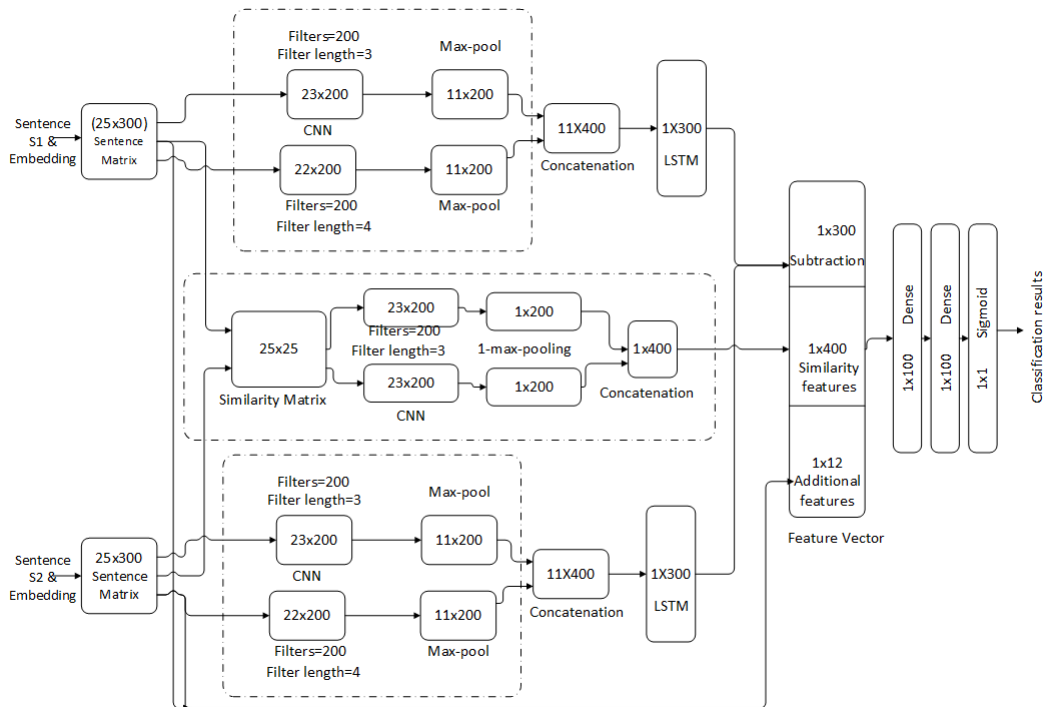 Filters=200
Filter length=3
Max-pool
23x200
11x200
CNN
Sentence
S1 &
Embedding
(25x300)
Sentence
Matrix
22x200
11x200
Filters=200
Filter length=4
Max-pool
11X400
Concatenation
1X300
LSTM
23x200
Filters=200
Filter length=3
1x200
1-max-pooling
25x25
Similarity Matrix
23x200
CNN
1x200
1x400
Concatenation
Filters=200
Filter length=3
Max-pool
23x200
11x200
CNN
Sentence
S2 &
Embedding
25x300
Sentence
Matrix
22x200
11x200
Filters=200
Filter length=4
Max-pool
11X400
Concatenation
1X300
LSTM
1x300
Subtraction
1x400
Similarity
features
1x12
Additional
features
Feature Vector
1x100 Dense
1x100 Dense
1x1 Sigmoid
Classification results